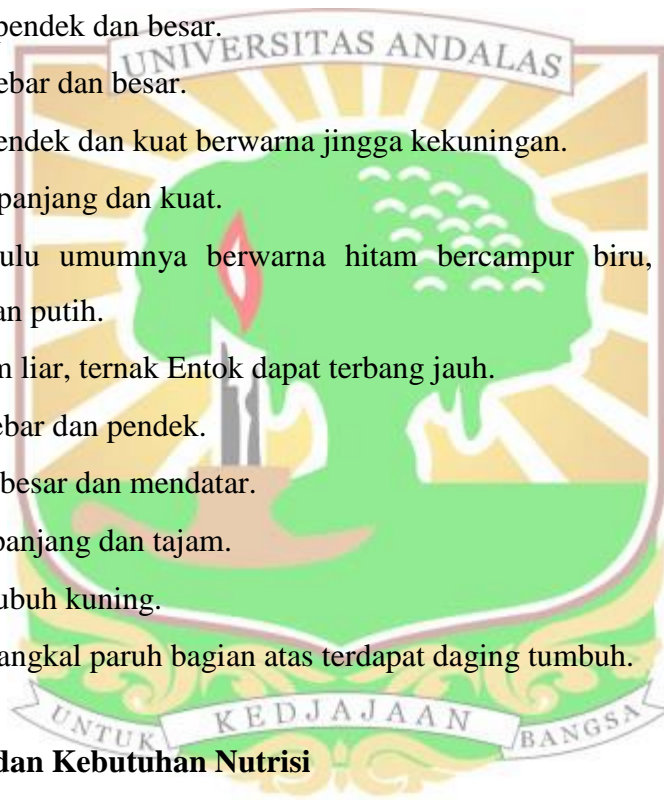 pendek dan besar.
UNIVERSITAS ANDALAS
ebar dan besar.
endek dan kuat berwarna jingga kekuningan.
panjang dan kuat.
ulu umumnya berwarna hitam bercampur biru,
an putih.
m liar, ternak Entok dapat terbang jauh.
ebar dan pendek.
besar dan mendatar.
panjang dan tajam.
ubuh kuning.
angkal paruh bagian atas terdapat daging tumbuh.
UNTUK KEDJAJAAN BANGSA
dan Kebutuhan Nutrisi